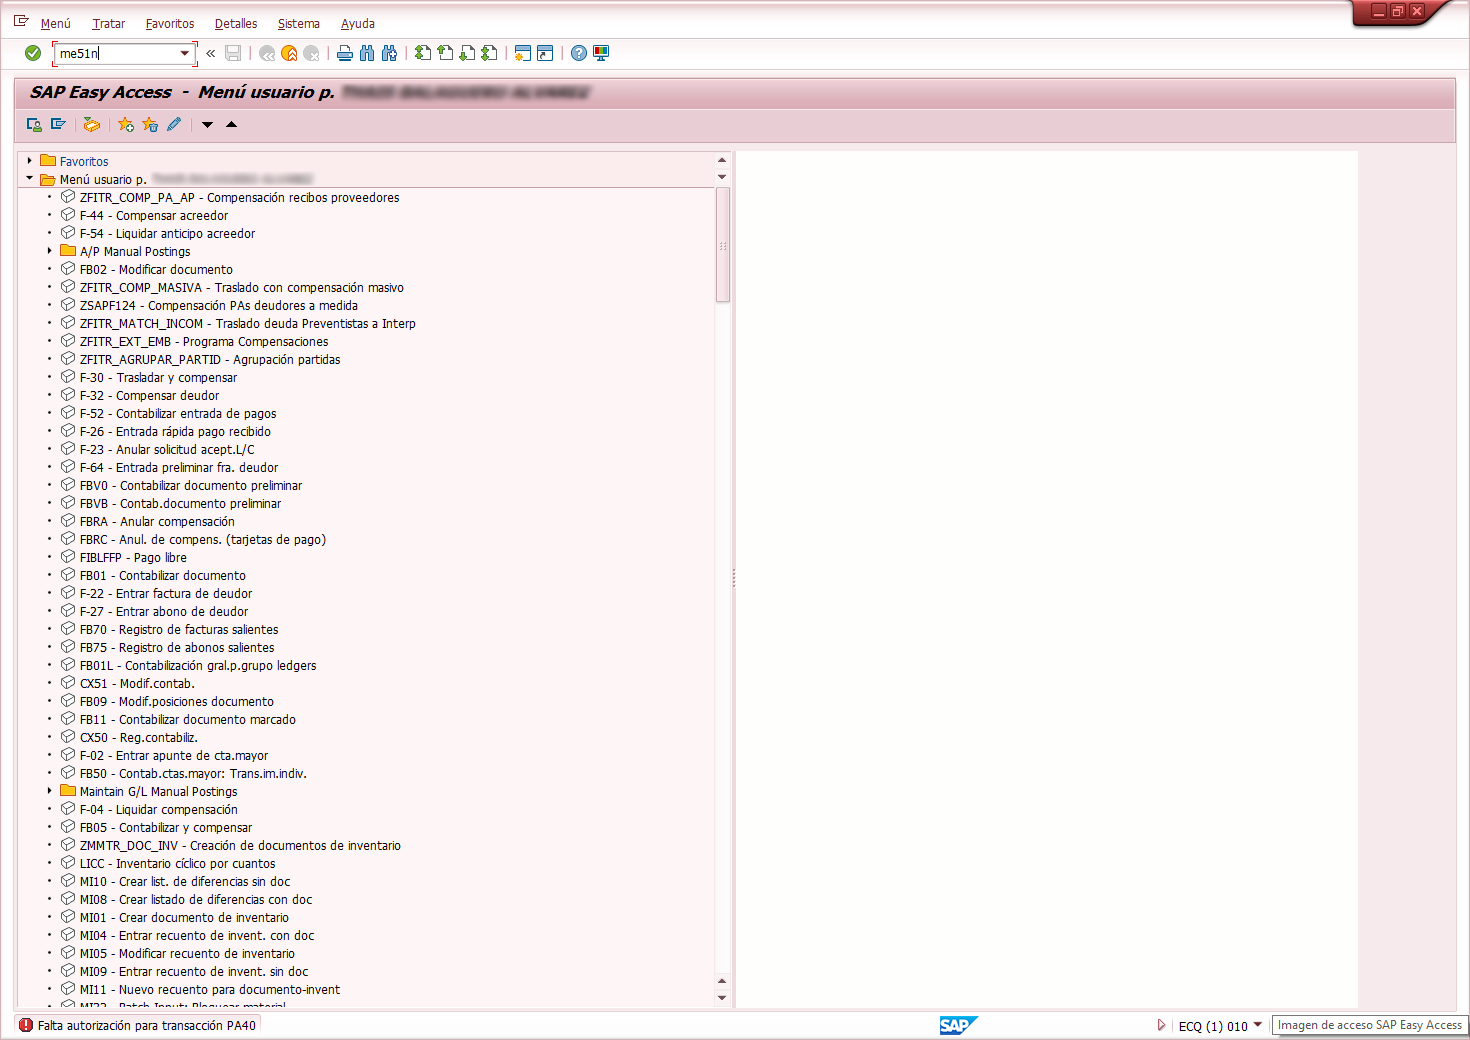 Menú Tratar Favoritos Detalles Sistema Ayuda
me51n
SAP Easy Access - Menú usuario p.
Favoritos
Menú usuario p.
ZFITR_COMP_PA_AP - Compensación recibos proveedores
F-44 - Compensar acreedor
F-54 - Liquidar anticipo acreedor
A/P Manual Postings
FB02 - Modificar documento
ZFITR_COMP_MASIVA - Traslado con compensación masivo
ZSAPF124 - Compensación PAs deudores a medida
ZFITR_MATCH_INCOM - Traslado deuda Preventistas a Interp
ZFITR_EXT_EMB - Programa Compensaciones
ZFITR_AGRUPAR_PARTID - Agrupación partidas
F-30 - Trasladar y compensar
F-32 - Compensar deudor
F-52 - Contabilizar entrada de pagos
F-26 - Entrada rápida pago recibido
F-23 - Anular solicitud acept.L/C
F-64 - Entrada preliminar fra. deudor
FBV0 - Contabilizar documento preliminar
FBVB - Contab.documento preliminar
FBRA - Anular compensación
FBRC - Anul. de compens. (tarjetas de pago)
FIBLFFP - Pago libre
FB01 - Contabilizar documento
F-22 - Entrar factura de deudor
F-27 - Entrar abono de deudor
FB70 - Registro de facturas salientes
FB75 - Registro de abonos salientes
FB01L - Contabilización gral.p.grupo ledgers
CX51 - Modif.contab.
FB09 - Modif.posiciones documento
FB11 - Contabilizar documento marcado
CX50 - Reg.contabiliz.
F-02 - Entrar apunte de cta.mayor
FB50 - Contab.ctas.mayor: Trans.im.indiv.
Maintain G/L Manual Postings
F-04 - Liquidar compensación
FB05 - Contabilizar y compensar
ZMMTR_DOC_INV - Creación de documentos de inventario
LICC - Inventario cíclico por cuantos
MI10 - Crear list. de diferencias sin doc
MI08 - Crear listado de diferencias con doc
MI01 - Crear documento de inventario
MI04 - Entrar recuento de invent. con doc
MI05 - Modificar recuento de inventario
MI09 - Entrar recuento de invent. sin doc
MI11 - Nuevo recuento para documento-invent
Falta autorización para transacción PA40
SAP
ECQ (1) 010
Imagen de acceso SAP Easy Access